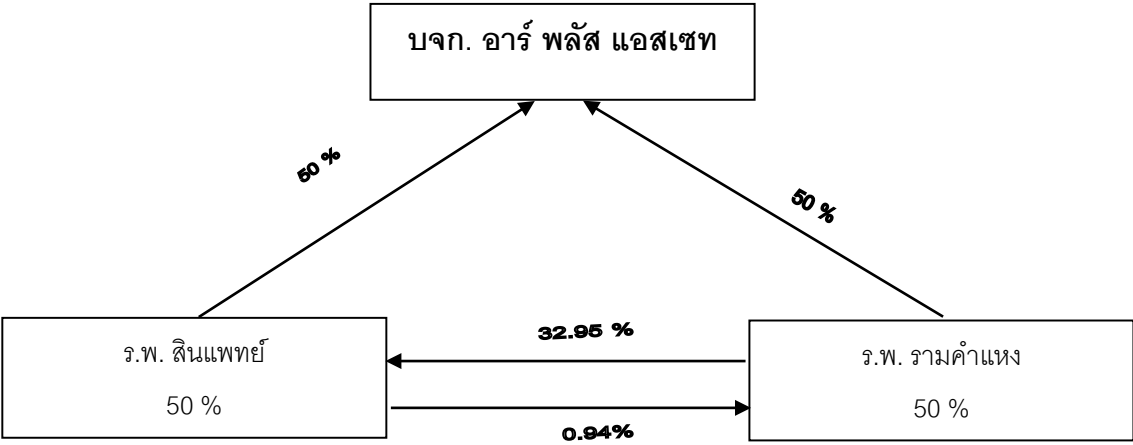 บจก. อาร์ พลัส แอสเซท
50 %
50 %
32.95 %
ร.พ. สินแพทย์
50 %
ร.พ. รามคำแหง
50 %
0.94%